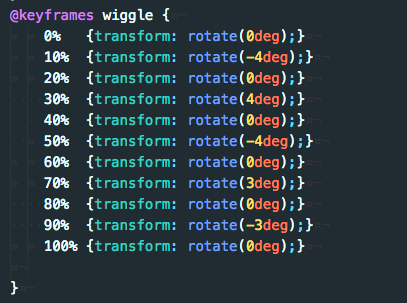 @keyframes wiggle {
0% {transform: rotate(0deg);}
10% {transform: rotate(-4deg);}
20% {transform: rotate(0deg);}
30% {transform: rotate(4deg);}
40% {transform: rotate(0deg);}
50% {transform: rotate(-4deg);}
60% {transform: rotate(0deg);}
70% {transform: rotate(3deg);}
80% {transform: rotate(0deg);}
90% {transform: rotate(-3deg);}
100% {transform: rotate(0deg);}
}